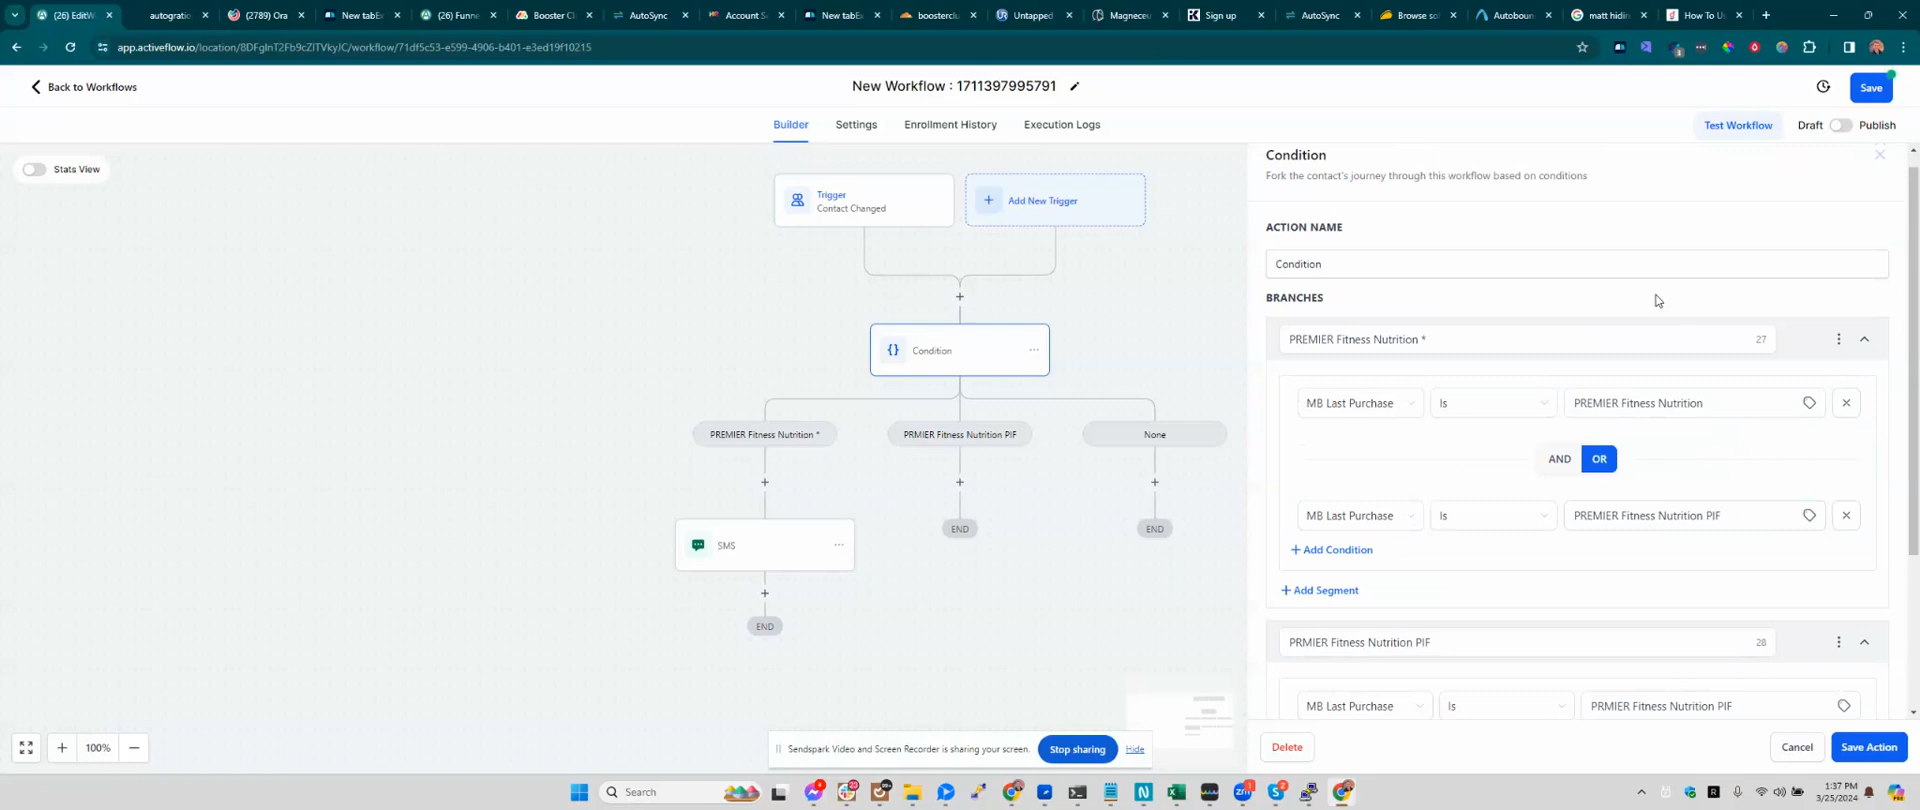 (26) EditW
autogratio
(2789) Ora
New tabE
(26) Funne
Booster Cl
AutoSync
Account S
New tabE
boosterclu
Untapped
Magneceu
Sign up
AutoSync
Browse sof
Autoboun
matt hidin
How To U
app.activeflow.io/location/8DFgInT2Fb9cZlTVkyJC/workflow/71df5c53-e599-4906-b401-e3ed19f10215
Back to Workflows
New Workflow : 1711397995791
Save
Builder
Settings
Enrollment History
Execution Logs
Test Workflow
Draft
Publish
Stats View
Trigger
Contact Changed
Add New Trigger
Condition
PREMIER Fitness Nutrition *
PRMIER Fitness Nutrition PIF
None
SMS
END
END
END
Condition
Fork the contact's journey through this workflow based on conditions
ACTION NAME
Condition
BRANCHES
PREMIER Fitness Nutrition * 27
MB Last Purchase Is PREMIER Fitness Nutrition
AND OR
MB Last Purchase Is PREMIER Fitness Nutrition PIF
+ Add Condition
+ Add Segment
PRMIER Fitness Nutrition PIF 28
MB Last Purchase Is PRMIER Fitness Nutrition PIF
Delete
Cancel
Save Action
100%
Sendspark Video and Screen Recorder is sharing your screen.
Stop sharing
Hide
Search
1:37 PM
3/25/2024